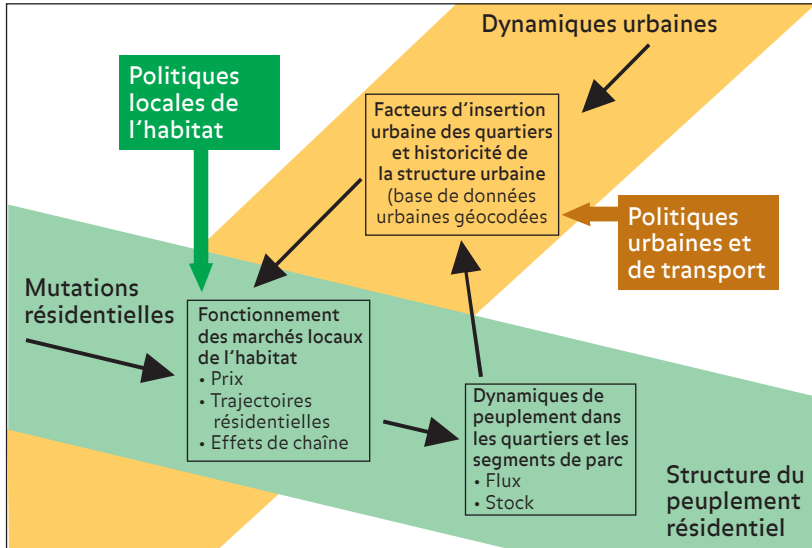 Dynamiques urbaines
Politiques
locales de
l'habitat
Facteurs d'insertion
urbaine des quartiers
et historicité de
la structure urbaine
(base de données
urbaines géocodées
Politiques
urbaines et
de transport
Mutations
résidentielles
Fonctionnement
des marchés locaux
de l'habitat
• Prix
• Trajectoires
résidentielles
• Effets de chaîne
Dynamiques de
peuplement dans
les quartiers et les
segments de parc
• Flux
• Stock
Structure du
peuplement
résidentiel